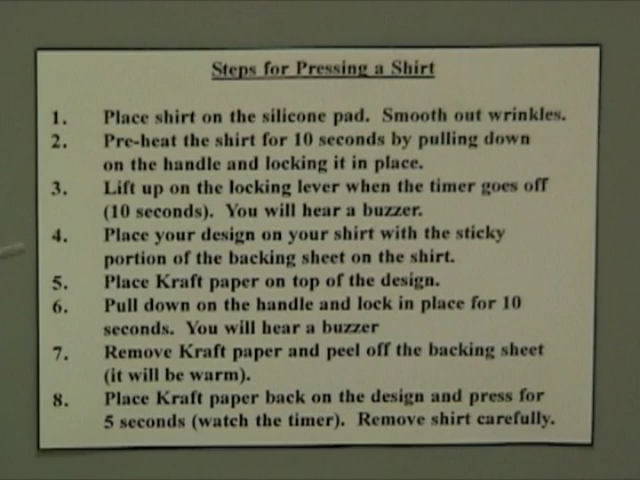 Steps for Pressing a Shirt
1. Place shirt on the silicone pad. Smooth out wrinkles.
2. Pre-heat the shirt for 10 seconds by pulling down
on the handle and locking it in place.
3. Lift up on the locking lever when the timer goes off
(10 seconds). You will hear a buzzer.
4. Place your design on your shirt with the sticky
portion of the backing sheet on the shirt.
5. Place Kraft paper on top of the design.
6. Pull down on the handle and lock in place for 10
seconds. You will hear a buzzer
7. Remove Kraft paper and peel off the backing sheet
(it will be warm).
8. Place Kraft paper back on the design and press for
5 seconds (watch the timer). Remove shirt carefully.